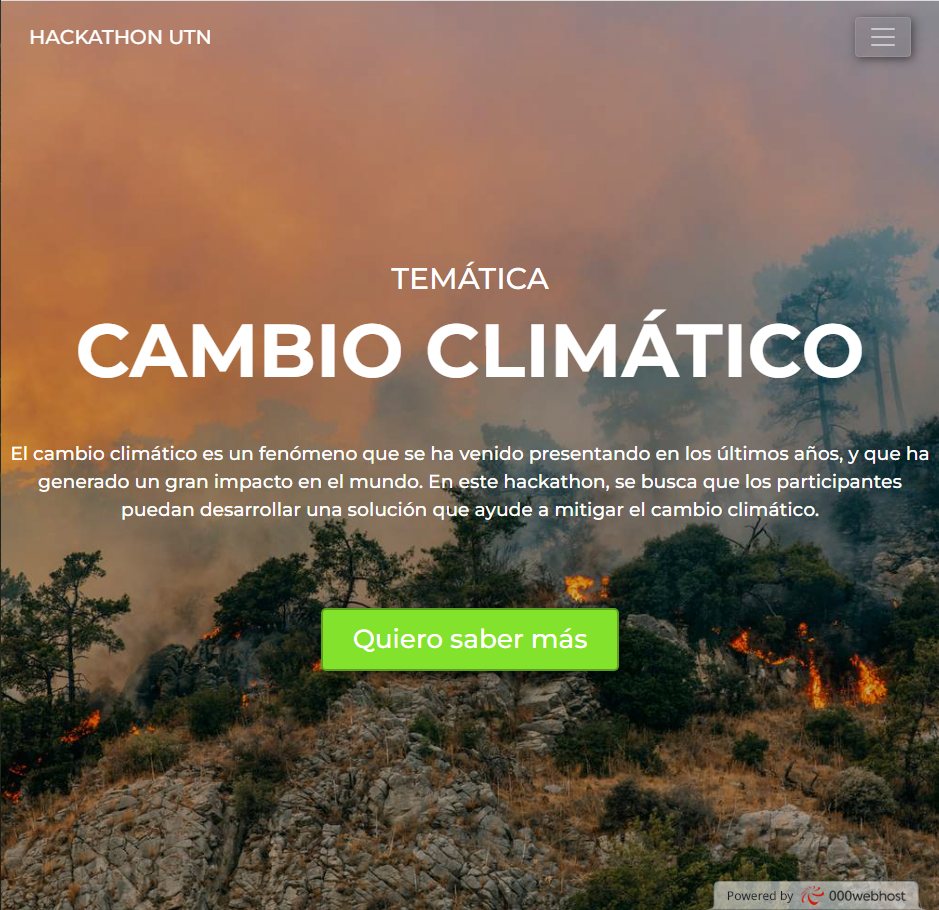 HACKATHON UTN
TEMÁTICA
CAMBIO CLIMÁTICO
El cambio climático es un fenómeno que se ha venido presentando en los últimos años, y que ha
generado un gran impacto en el mundo. En este hackathon, se busca que los participantes
puedan desarrollar una solución que ayude a mitigar el cambio climático.
Quiero saber más
Powered by 000webhost